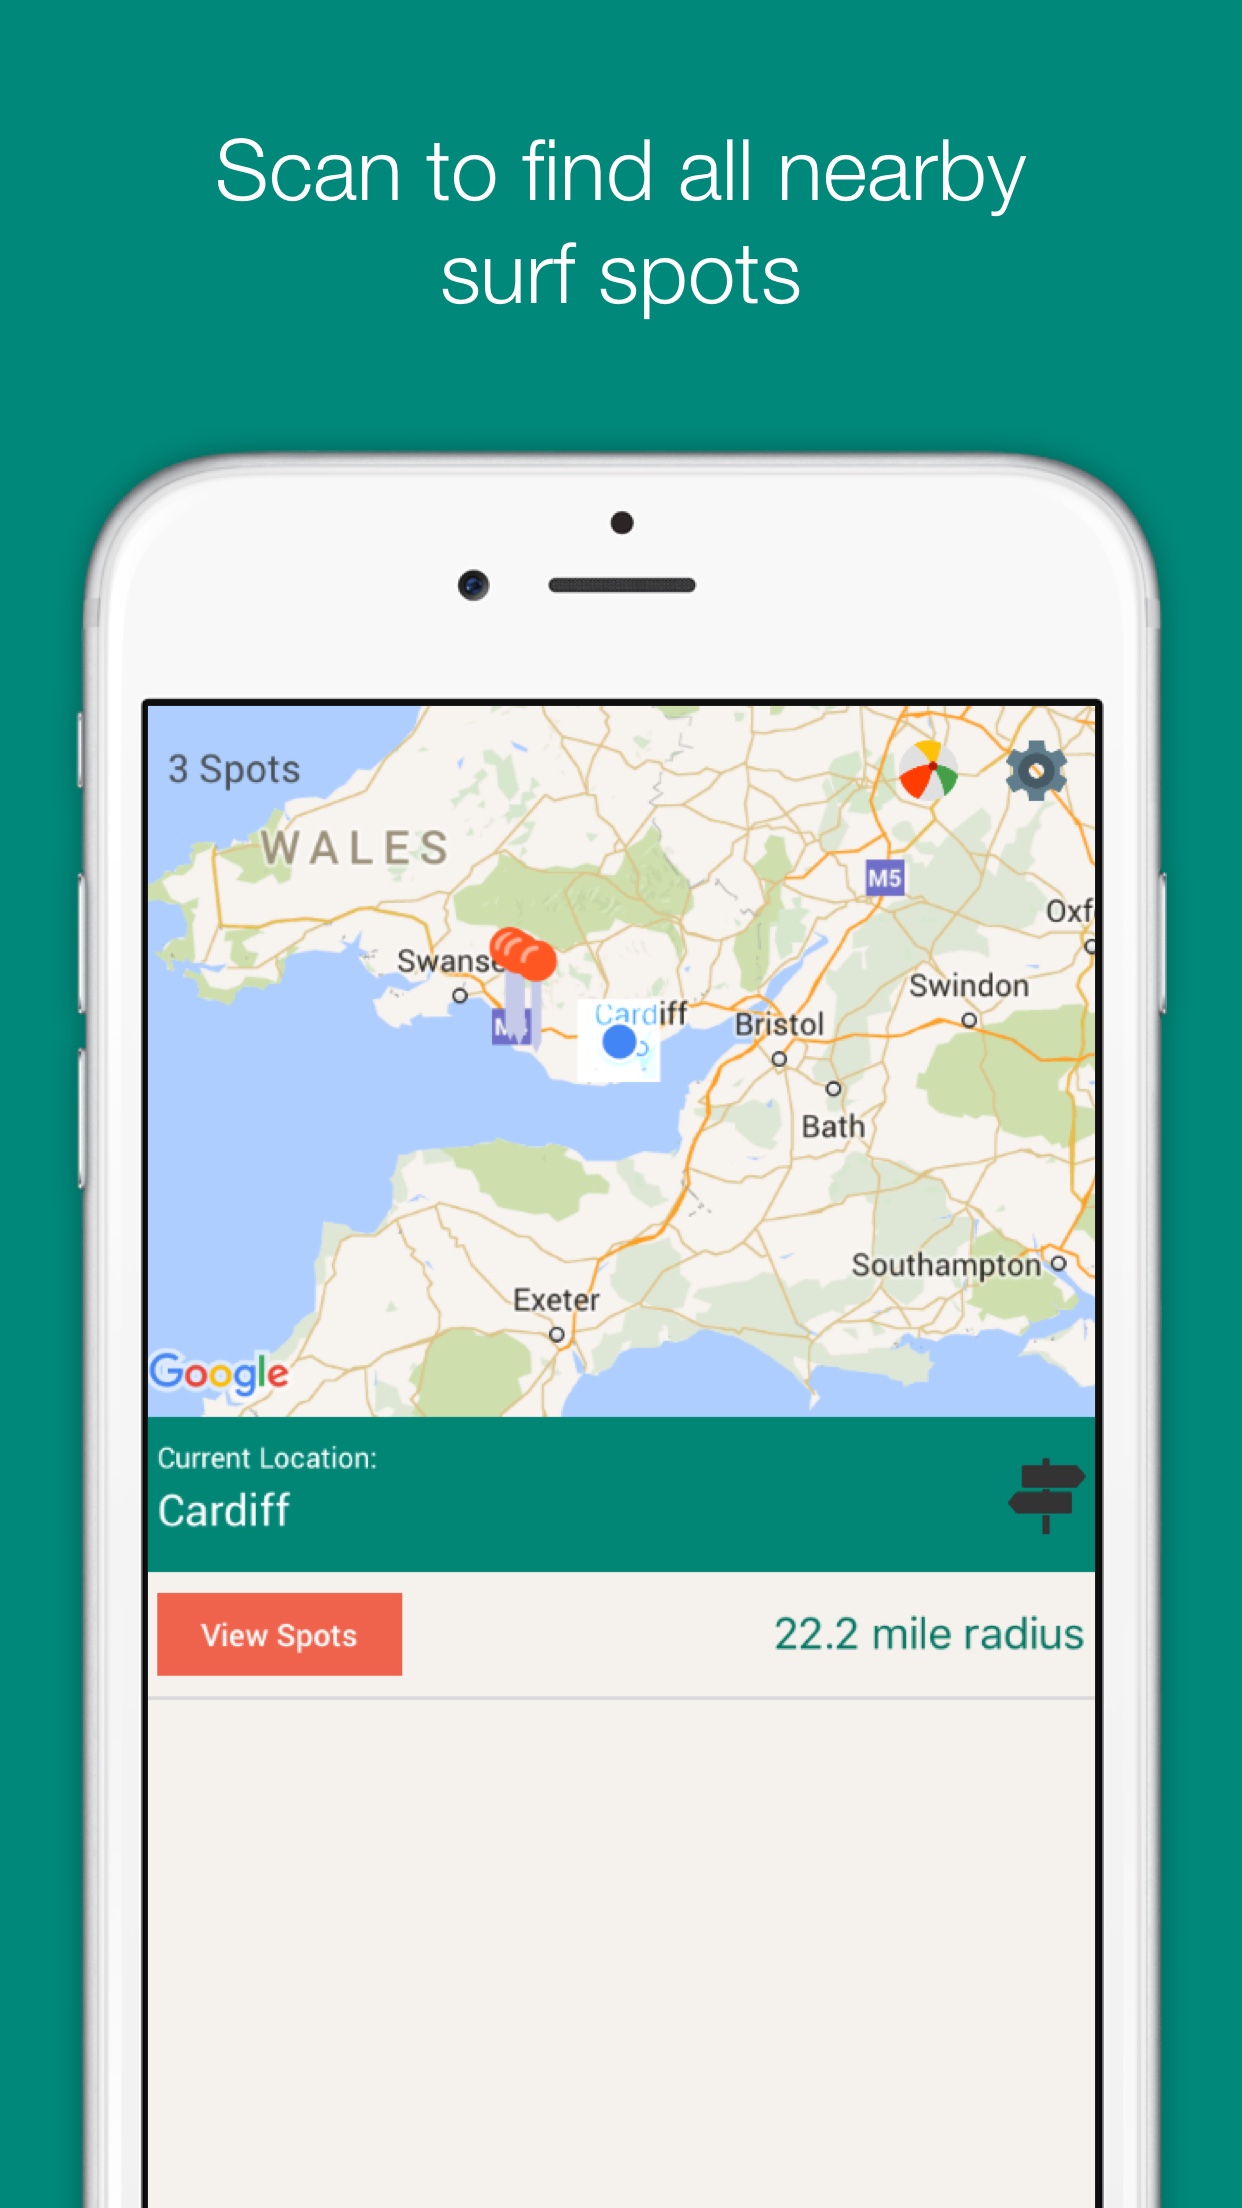 Scan to find all nearby
surf spots
3 Spots
WALES
M5
Oxf
Swanse
Swindon
Cardiff
Bristol
Bath
Southampton
Exeter
Google
Current Location:
Cardiff
View Spots
22.2 mile radius